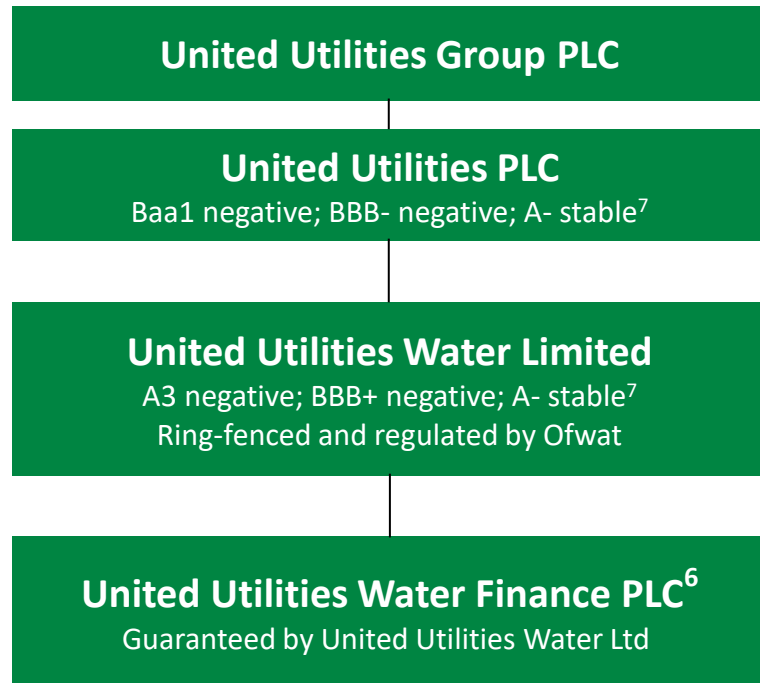 United Utilities Group PLC
United Utilities PLC
Baa1 negative; BBB- negative; A- stable⁷
United Utilities Water Limited
A3 negative; BBB+ negative; A- stable⁷
Ring-fenced and regulated by Ofwat
United Utilities Water Finance PLC⁶
Guaranteed by United Utilities Water Ltd